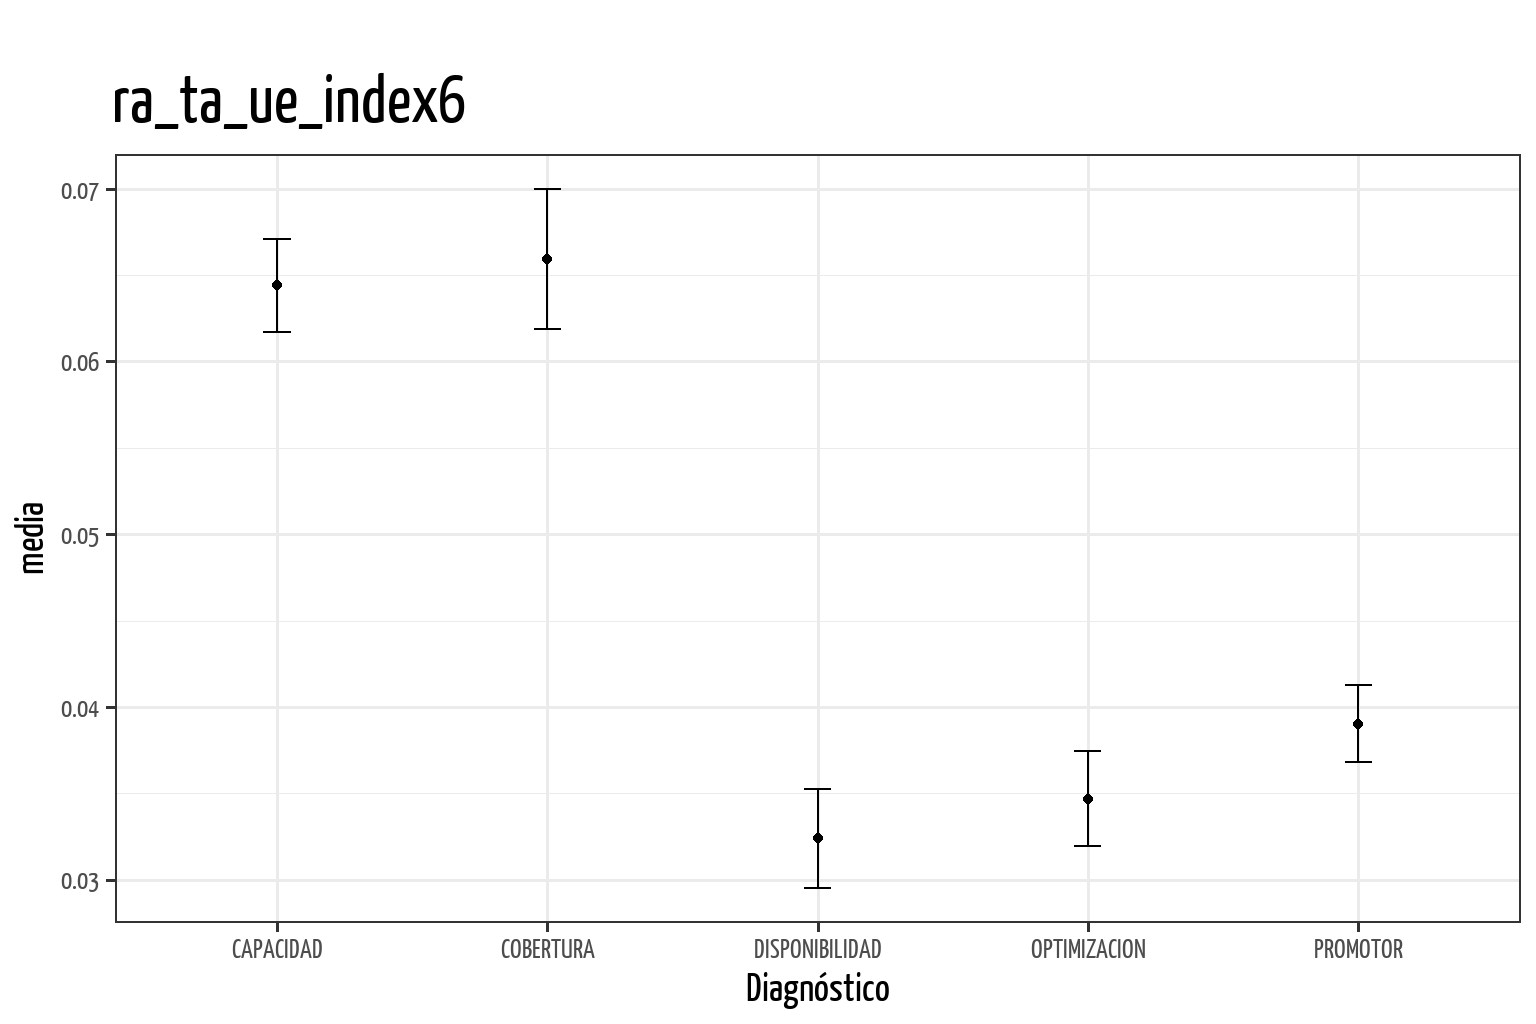 ra_ta_ue_index6
0.07
0.06
0.05
0.04
0.03
media
CAPACIDAD COBERTURA DISPONIBILIDAD OPTIMIZACION PROMOTOR
Diagnóstico